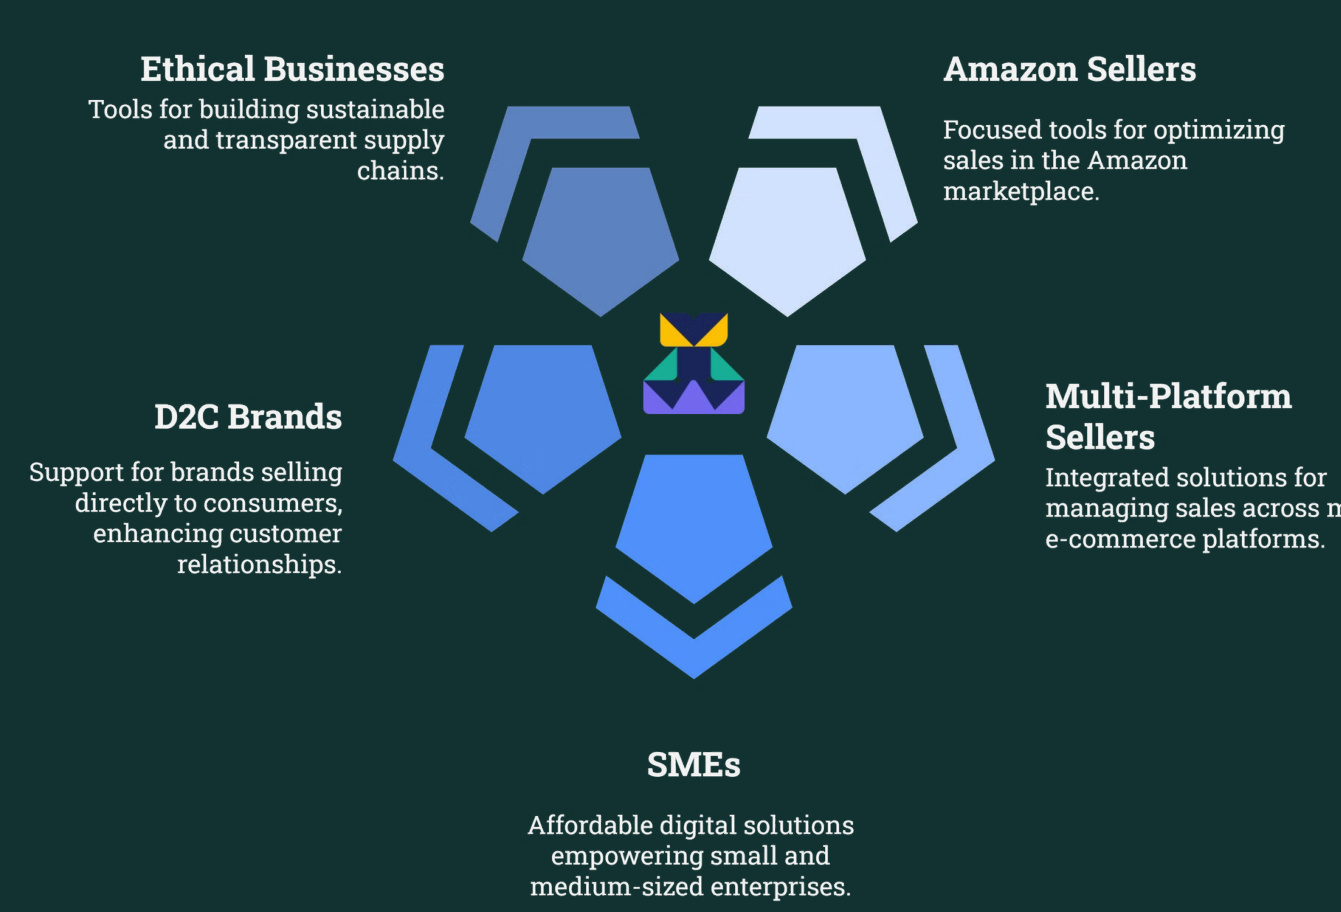 Ethical Businesses
Tools for building sustainable
and transparent supply
chains.
Amazon Sellers
Focused tools for optimizing
sales in the Amazon
marketplace.
D2C Brands
Support for brands selling
directly to consumers,
enhancing customer
relationships.
Multi-Platform
Sellers
Integrated solutions for
managing sales across
e-commerce platforms.
SMEs
Affordable digital solutions
empowering small and
medium-sized enterprises.